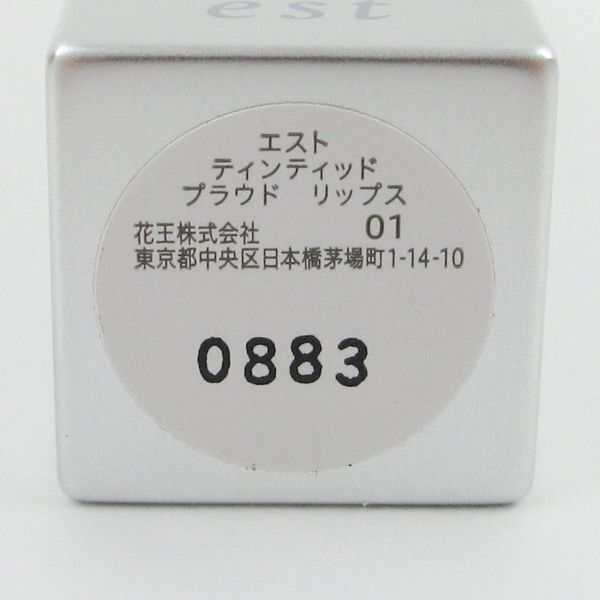 est
エスト
ティンティッド
プラウド リップス
花王株式会社 01
東京都中央区日本橋茅場町1-14-10
0883